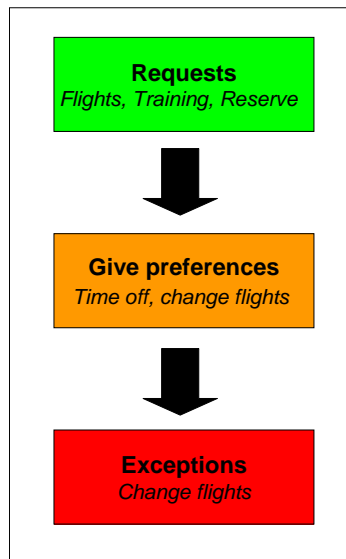 Requests
Flights, Training, Reserve
Give preferences
Time off, change flights
Exceptions
Change flights